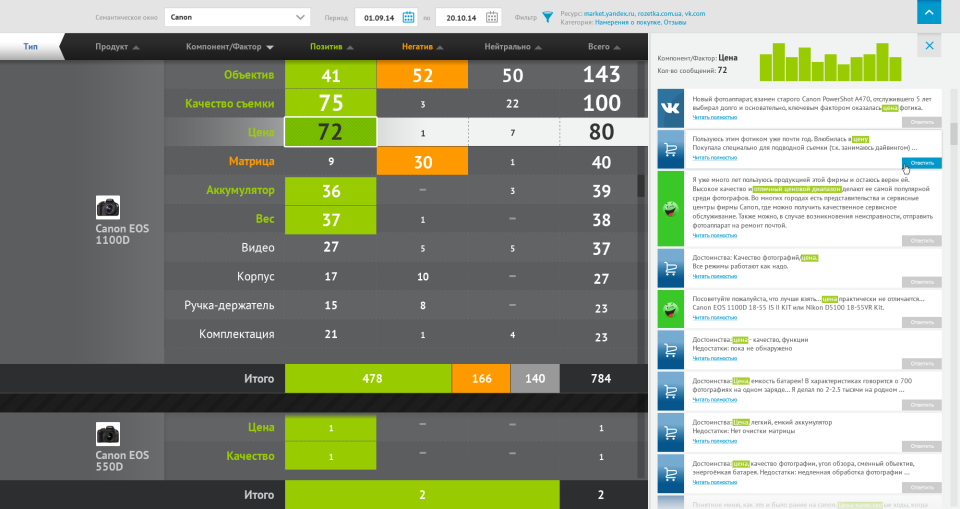 Семантическое окно
Canon
Период
01.09.14
по
20.10.14
Фильтр
Ресурс: market.yandex.ru, rozetka.com.ua, vk.com
Категория: Намерения о покупке, Отзывы
Тип
Продукт
Компонент/Фактор
Позитив
Негатив
Нейтрально
Всего
Объектив 41 52 50 143
Качество съемки 75 3 22 100
Цена 72 1 7 80
Матрица 9 30 1 40
Аккумулятор 36 — 3 39
Вес 37 1 — 38
Видео 27 5 5 37
Корпус 17 10 — 27
Ручка-держатель 15 8 — 23
Комплектация 21 1 4 23
Canon EOS
1100D
Итого 478 166 140 784
Цена 1 — — 1
Качество 1 — — 1
Canon EOS
550D
Итого 2 2
Компонент/Фактор: Цена
Кол-во сообщений: 72
Новый фотоаппарат, взамен старого Canon PowerShot A470, отслужившего 5 лет
выбирал долго и основательно, ключевым фактором оказалась цена фотика.
Читать полностью
Ответить
Пользуюсь этим фотиком уже почти год. Влюбилась в цену
Покупала специально для подводной съемки (т.к. занимаюсь дайвингом) ...
Читать полностью
Ответить
Я уже много лет пользуюсь продукцией этой фирмы и остаюсь верен ей.
Высокое качество и отличный ценовой диапазон делают ее самой популярной
среди фотографов. Во многих городах есть представительства и сервисные
центры фирмы Canon, где можно получить качественное сервисное
обслуживание. Также можно, в случае возникновения неисправности, отправить
фотоаппарат на ремонт почтой.
Читать полностью
Ответить
Достоинства: Качество фотографий, цена.
Все режимы работают как надо.
Читать полностью
Ответить
Посоветуйте пожалуйста, что лучше взять... цена практически не отличается...
Canon EOS 1100D 18-55 IS II KIT или Nikon D5100 18-55VR Kit.
Читать полностью
Ответить
Достоинства: цена - качество, функции
Недостатки: пока не обнаружено
Читать полностью
Ответить
Достоинства: Цена емкость батареи! В характеристиках говорится о 700
фотографиях на одном заряде... Я делал по 2-2.5 тысячи на родном ...
Читать полностью
Ответить
Достоинства: Цена легкий, емкий аккумулятор
Недостатки: Нет очистки матрицы
Читать полностью
Ответить
Достоинства: цена качество фотографии, угол обзора, сменный объектив,
энергоёмкая батарея. Недостатки: медленная обработка фотографии ...
Читать полностью
Ответить